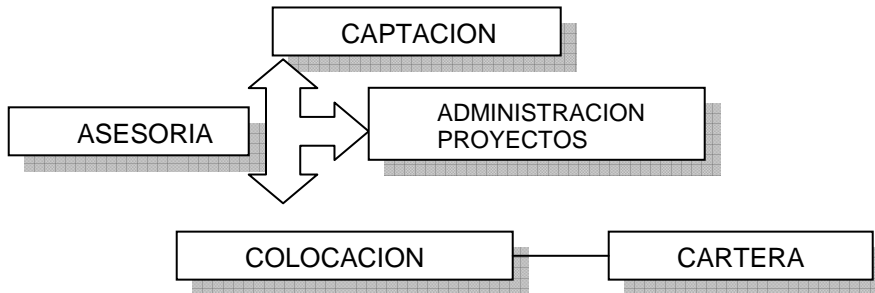 CAPTACION
ASESORIA
ADMINISTRACION
PROYECTOS
COLOCACION
CARTERA